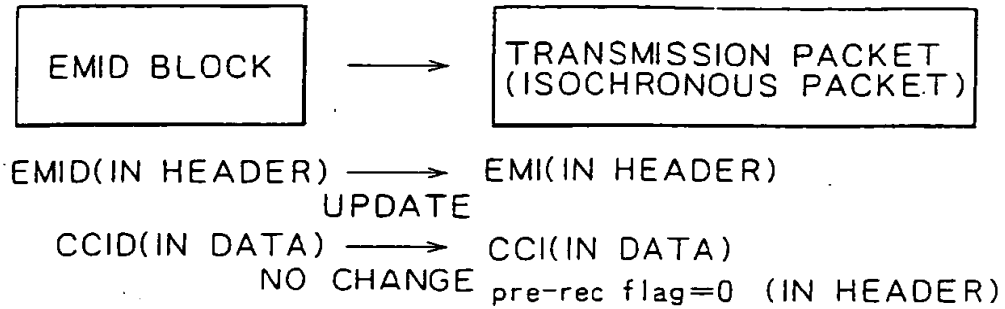 EMID BLOCK → TRANSMISSION PACKET
(ISOCHRONOUS PACKET)
EMID(IN HEADER) → EMI(IN HEADER)
UPDATE
CCID(IN DATA) → CCI(IN DATA)
NO CHANGE pre-rec flag=0 (IN HEADER)